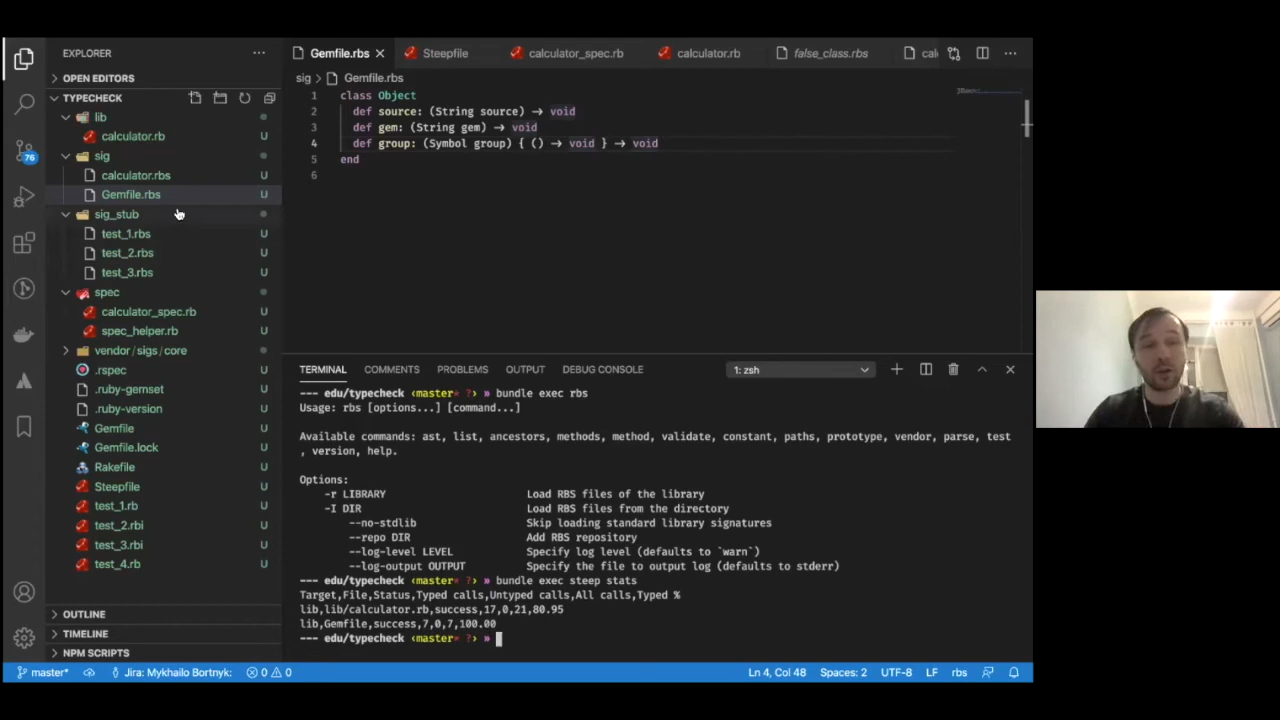 EXPLORER
OPEN EDITORS
TYPECHECK
lib
calculator.rb U
sig
calculator.rbs U
Gemfile.rbs U
sig_stub
test_1.rbs U
test_2.rbs U
test_3.rbs U
spec
calculator_spec.rb U
spec_helper.rb U
vendor/sigs/core
.rspec U
.ruby-gemset U
.ruby-version U
Gemfile U
Gemfile.lock U
Rakefile U
Steepfile U
test_1.rb U
test_2.rbi U
test_3.rbi U
test_4.rb U
OUTLINE
TIMELINE
NPM SCRIPTS
76
Gemfile.rbs Steepfile calculator_spec.rb calculator.rb false_class.rbs
sig > Gemfile.rbs
1 class Object
2 def source: (String source) → void
3 def gem: (String gem) → void
4 def group: (Symbol group) { () → void } → void
5 end
6
TERMINAL COMMENTS PROBLEMS OUTPUT DEBUG CONSOLE 1: zsh
--- edu/typecheck ‹master* ?› » bundle exec rbs
Usage: rbs [options...] [command...]
Available commands: ast, list, ancestors, methods, method, validate, constant, paths, prototype, vendor, parse, test
, version, help.
Options:
-r LIBRARY Load RBS files of the library
-I DIR Load RBS files from the directory
--no-stdlib Skip loading standard library signatures
--repo DIR Add RBS repository
--log-level LEVEL Specify log level (defaults to `warn`)
--log-output OUTPUT Specify the file to output log (defaults to stderr)
--- edu/typecheck ‹master* ?› » bundle exec steep stats
Target,File,Status,Typed calls,Untyped calls,All calls,Typed %
lib,lib/calculator.rb,success,17,0,21,80.95
lib,Gemfile,success,7,0,7,100.00
--- edu/typecheck ‹master* ?› »
master* Jira: Mykhailo Bortnyk: 0 0 Ln 4, Col 48 Spaces: 2 UTF-8 LF rbs